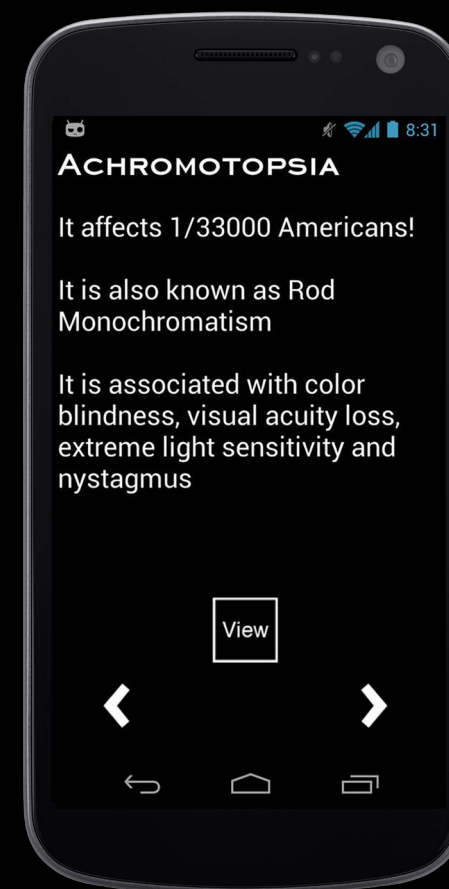 8:31
ACHROMOTOPSIA
It affects 1/33000 Americans!
It is also known as Rod
Monochromatism
It is associated with color
blindness, visual acuity loss,
extreme light sensitivity and
nystagmus
View